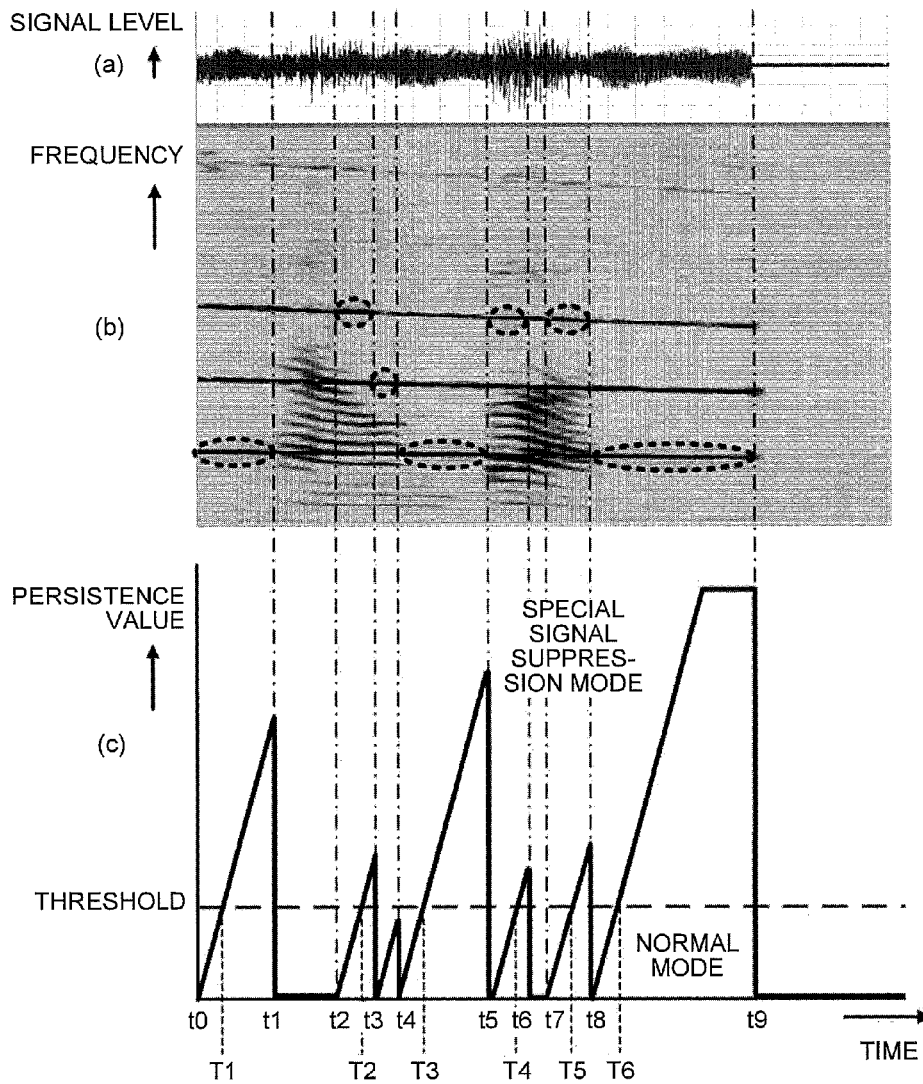 SIGNAL LEVEL
(a)
FREQUENCY
(b)
PERSISTENCE
VALUE
(c)
SPECIAL
SIGNAL
SUPPRES-
SION MODE
THRESHOLD
NORMAL
MODE
t0 t1 t2 t3 t4 t5 t6 t7 t8 t9
TIME
T1 T2 T3 T4 T5 T6